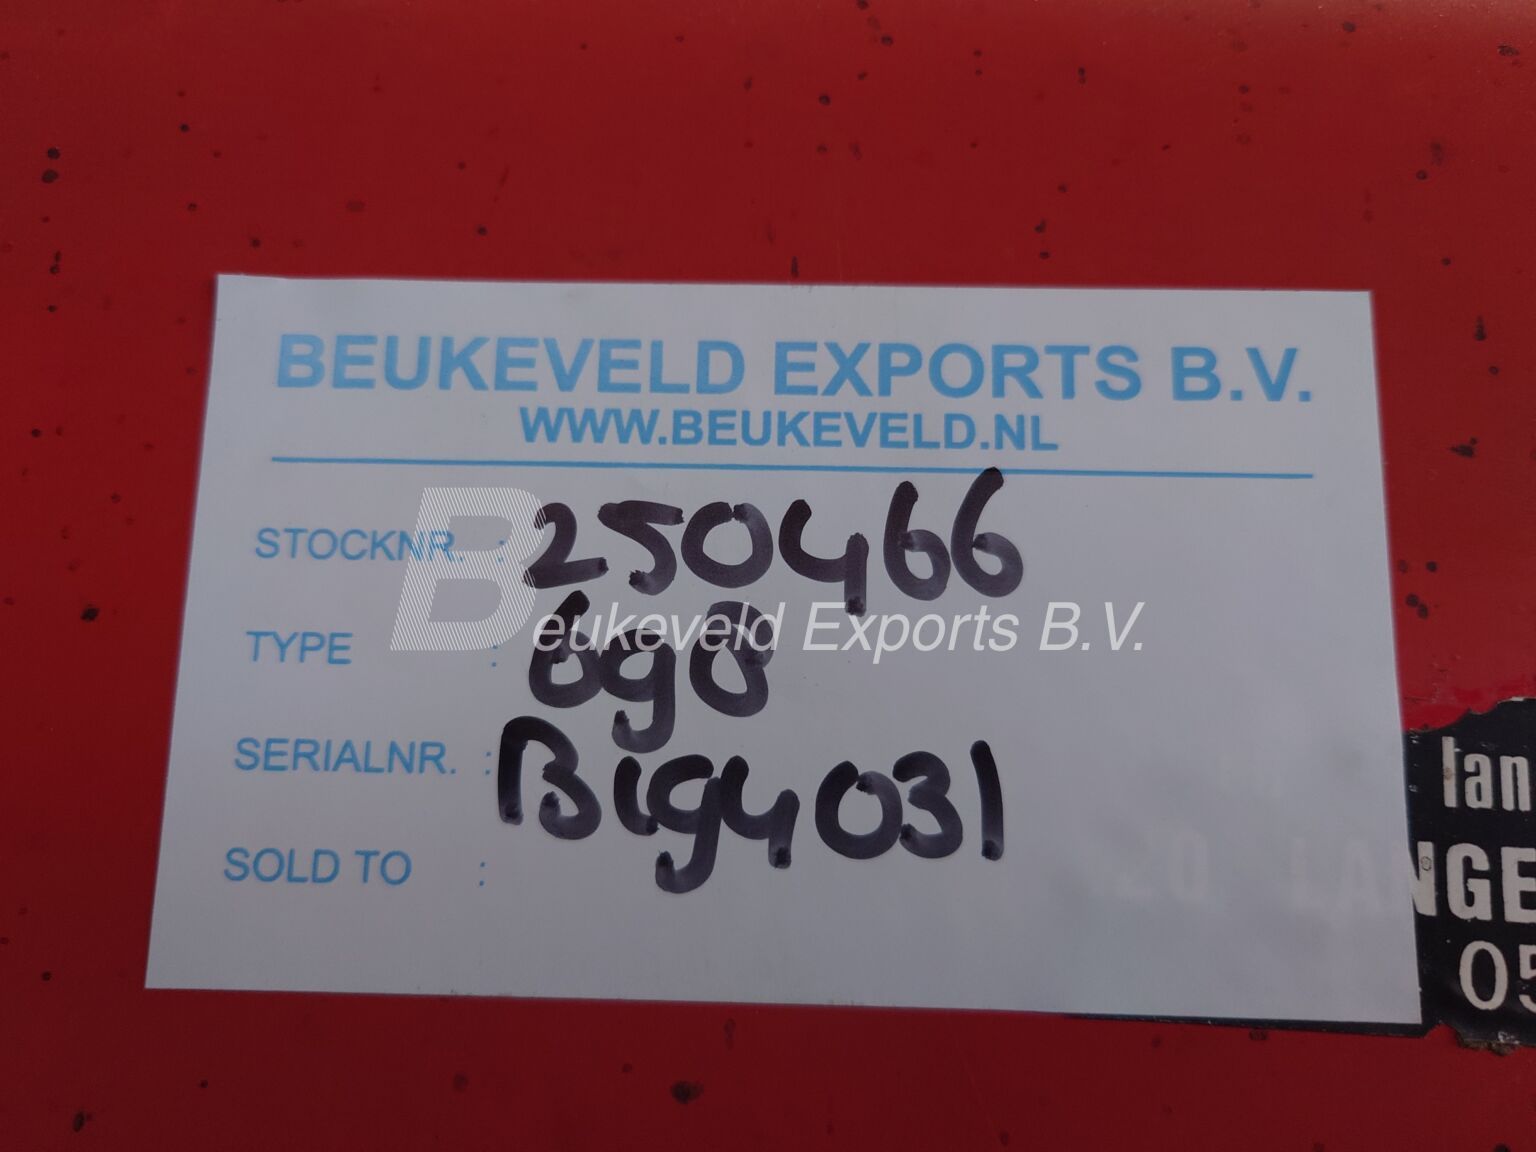 BEUKEVELD EXPORTS B.V.
WWW.BEUKEVELD.NL
STOCKNR. : 250466
Beukeveld Exports B.V.
TYPE : 698
SERIALNR. : B194031
lan
SOLD TO :
LANGE
05